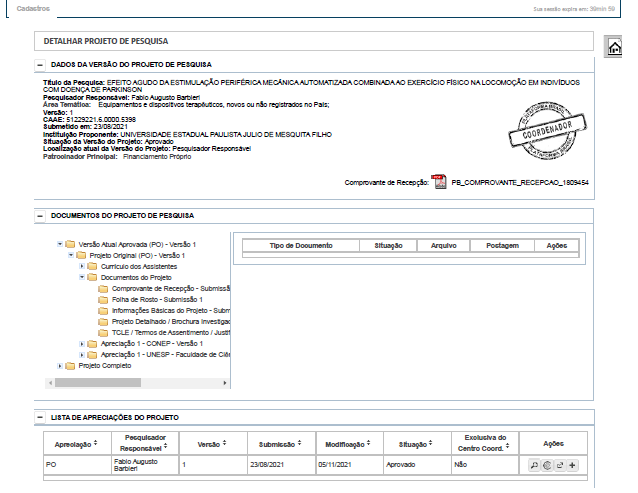 Cadastros
Sua sessão expira em: 39min 59
DETALHAR PROJETO DE PESQUISA
DADOS DA VERSÃO DO PROJETO DE PESQUISA
Título da Pesquisa: EFEITO AGUDO DA ESTIMULAÇÃO PERIFÉRICA MECÂNICA AUTOMATIZADA COMBINADA AO EXERCÍCIO FÍSICO NA LOCOMOÇÃO EM INDIVÍDUOS
COM DOENÇA DE PARKINSON
Pesquisador Responsável: Fabio Augusto Barbieri
Área Temática: Equipamentos e dispositivos terapêuticos, novos ou não registrados no País;
Versão: 1
CAAE: 51229221.6.0000.5398
Submetido em: 23/08/2021
Instituição Proponente: UNIVERSIDADE ESTADUAL PAULISTA JULIO DE MESQUITA FILHO
Situação da Versão do Projeto: Aprovado
Localização atual da Versão do Projeto: Pesquisador Responsável
Patrocinador Principal: Financiamento Próprio
PLATAFORMA BRASIL
COORDENADOR
PLATAFORMA BRASIL
Comprovante de Recepção: PB_COMPROVANTE_RECEPCAO_1809454
DOCUMENTOS DO PROJETO DE PESQUISA
Versão Atual Aprovada (PO) - Versão 1
Projeto Original (PO) - Versão 1
Currículo dos Assistentes
Documentos do Projeto
Comprovante de Recepção - Submissã
Folha de Rosto - Submissão 1
Informações Básicas do Projeto - Subm
Projeto Detalhado / Brochura Investigad
TCLE / Termos de Assentimento / Justif
Apreciação 1 - CONEP - Versão 1
Apreciação 1 - UNESP - Faculdade de Ciên
Projeto Completo
Tipo de Documento Situação Arquivo Postagem Ações
LISTA DE APRECIAÇÕES DO PROJETO
Apreciação Pesquisador Responsável Versão Submissão Modificação Situação Exclusiva do Centro Coord. Ações
PO Fabio Augusto Barbieri 1 23/08/2021 05/11/2021 Aprovado Não